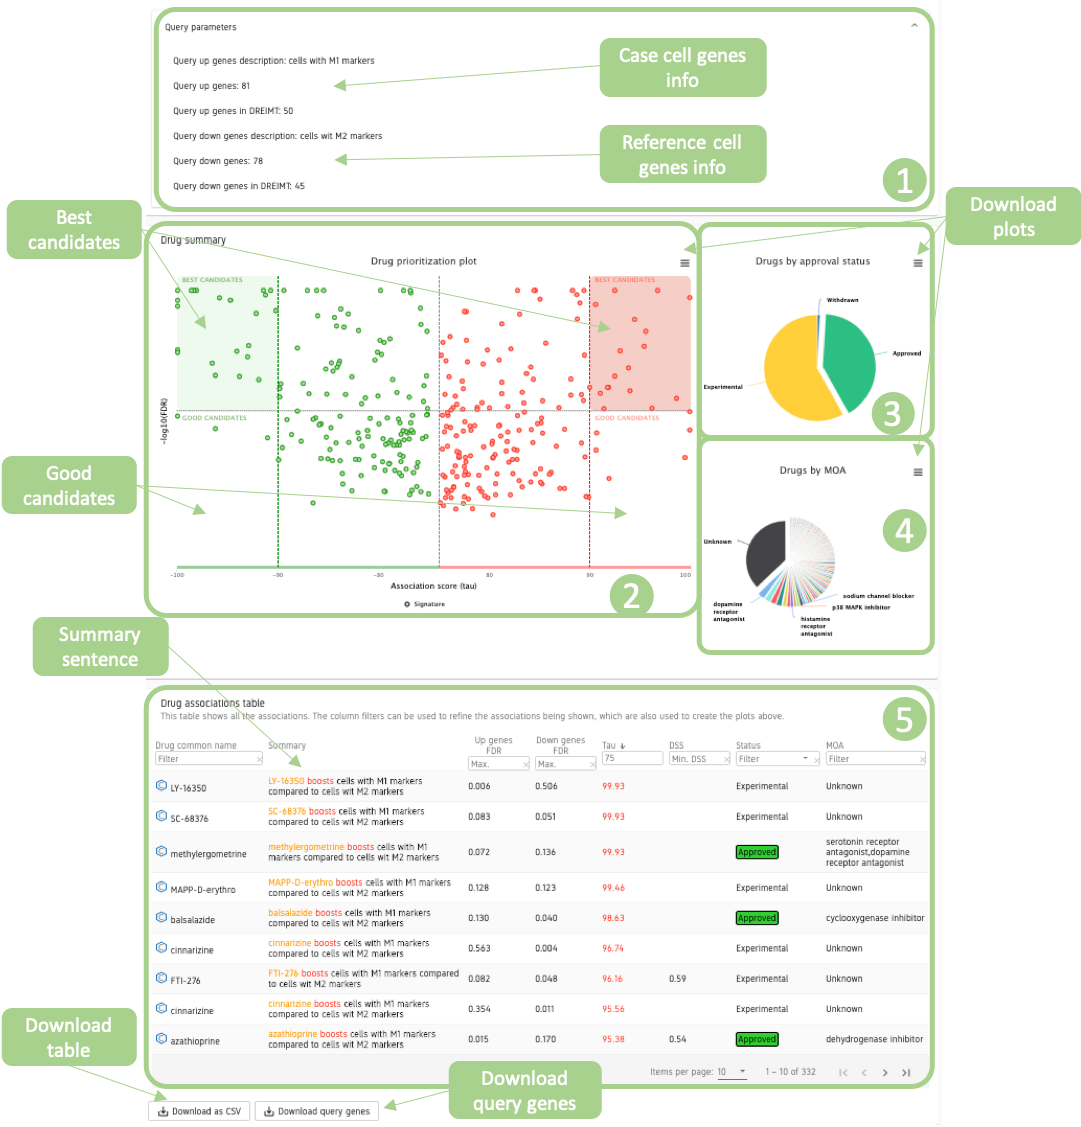 Query parameters
Query up genes description: cells with M1 markers
Query up genes: 81
Query up genes in DREIMT: 50
Query down genes description: cells wit M2 markers
Query down genes: 78
Query down genes in DREIMT: 45
Case cell genes
info
Reference cell
genes info
1
Best
candidates
Download
plots
Drug summary
Drug prioritization plot
BEST CANDIDATES
BEST CANDIDATES
GOOD CANDIDATES
GOOD CANDIDATES
-log10(FDR)
-100
-90
-80
80
90
100
Association score (tau)
Signature
2
Good
candidates
Drugs by approval status
Withdrawn
Approved
Experimental
3
Drugs by MOA
Unknown
dopamine
receptor
antagonist
histamine
receptor
antagonist
p38 MAPK inhibitor
sodium channel blocker
4
Summary
sentence
Drug associations table
This table shows all the associations. The column filters can be used to refine the associations being shown, which are also used to create the plots above.
5
Drug common name Summary Up genes FDR Down genes FDR Tau DSS Status MOA
Filter Max. Max. 75 Min. DSS Filter Filter
LY-16350 LY-16350 boosts cells with M1 markers 0.006 0.506 99.93 Experimental Unknown
compared to cells wit M2 markers
SC-68376 SC-68376 boosts cells with M1 markers 0.083 0.051 99.93 Experimental Unknown
compared to cells wit M2 markers
methylergometrine methylergometrine boosts cells with M1 0.072 0.136 99.93 Approved serotonin receptor
markers compared to cells wit M2 markers antagonist,dopamine
receptor antagonist
MAPP-D-erythro MAPP-D-erythro boosts cells with M1 markers 0.128 0.123 99.46 Experimental Unknown
compared to cells wit M2 markers
balsalazide balsalazide boosts cells with M1 markers 0.130 0.040 98.63 Approved cyclooxygenase inhibitor
compared to cells wit M2 markers
cinnarizine cinnarizine boosts cells with M1 markers 0.563 0.004 96.74 Experimental Unknown
compared to cells wit M2 markers
FTI-276 FTI-276 boosts cells with M1 markers compared 0.082 0.048 96.16 0.59 Experimental Unknown
to cells wit M2 markers
cinnarizine cinnarizine boosts cells with M1 markers 0.354 0.011 95.56 Experimental Unknown
compared to cells wit M2 markers
azathioprine azathioprine boosts cells with M1 markers 0.015 0.170 95.38 0.54 Approved dehydrogenase inhibitor
compared to cells wit M2 markers
Items per page: 10 1 – 10 of 332
Download
table
Download
query genes
Download as CSV
Download query genes